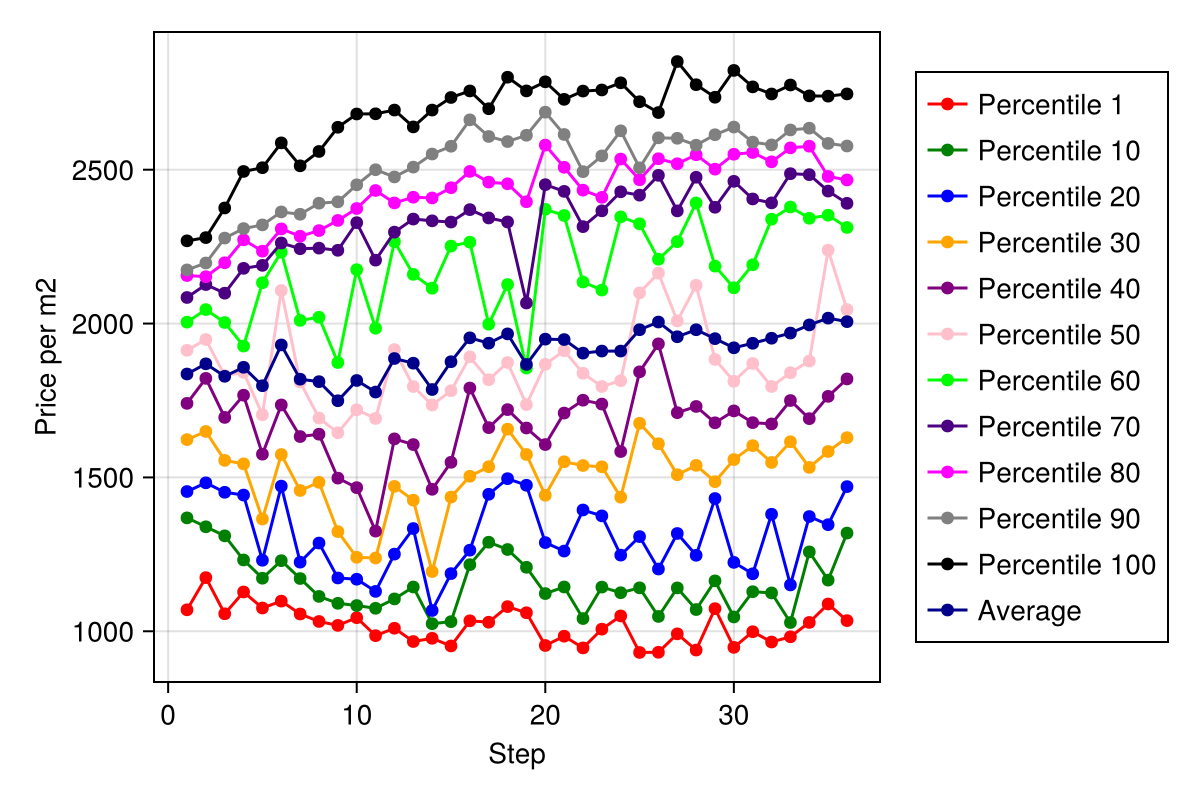 Price per m2
2500
2000
1500
1000
0
10
20
30
Step
Percentile 1
Percentile 10
Percentile 20
Percentile 30
Percentile 40
Percentile 50
Percentile 60
Percentile 70
Percentile 80
Percentile 90
Percentile 100
Average